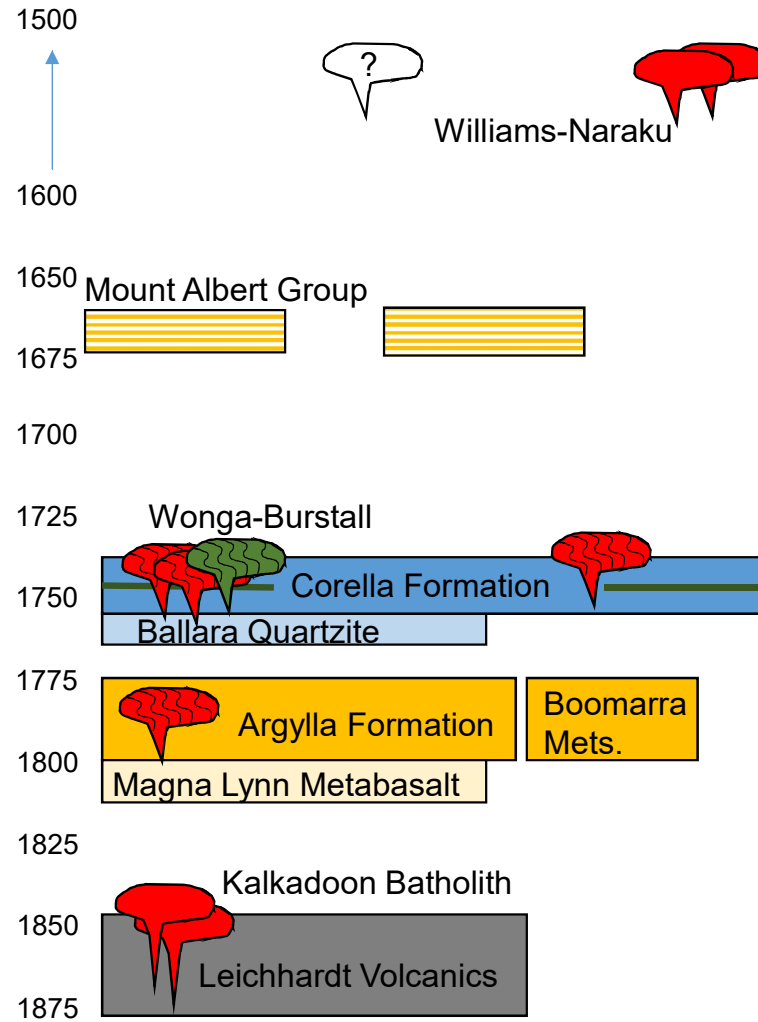 1500
?
Williams-Naraku
1600
1650
Mount Albert Group
1675
1700
1725
Wonga-Burstall
Corella Formation
1750
Ballara Quartzite
1775
Argylla Formation
Boomarra
Mets.
1800
Magna Lynn Metabasalt
1825
Kalkadoon Batholith
1850
Leichhardt Volcanics
1875